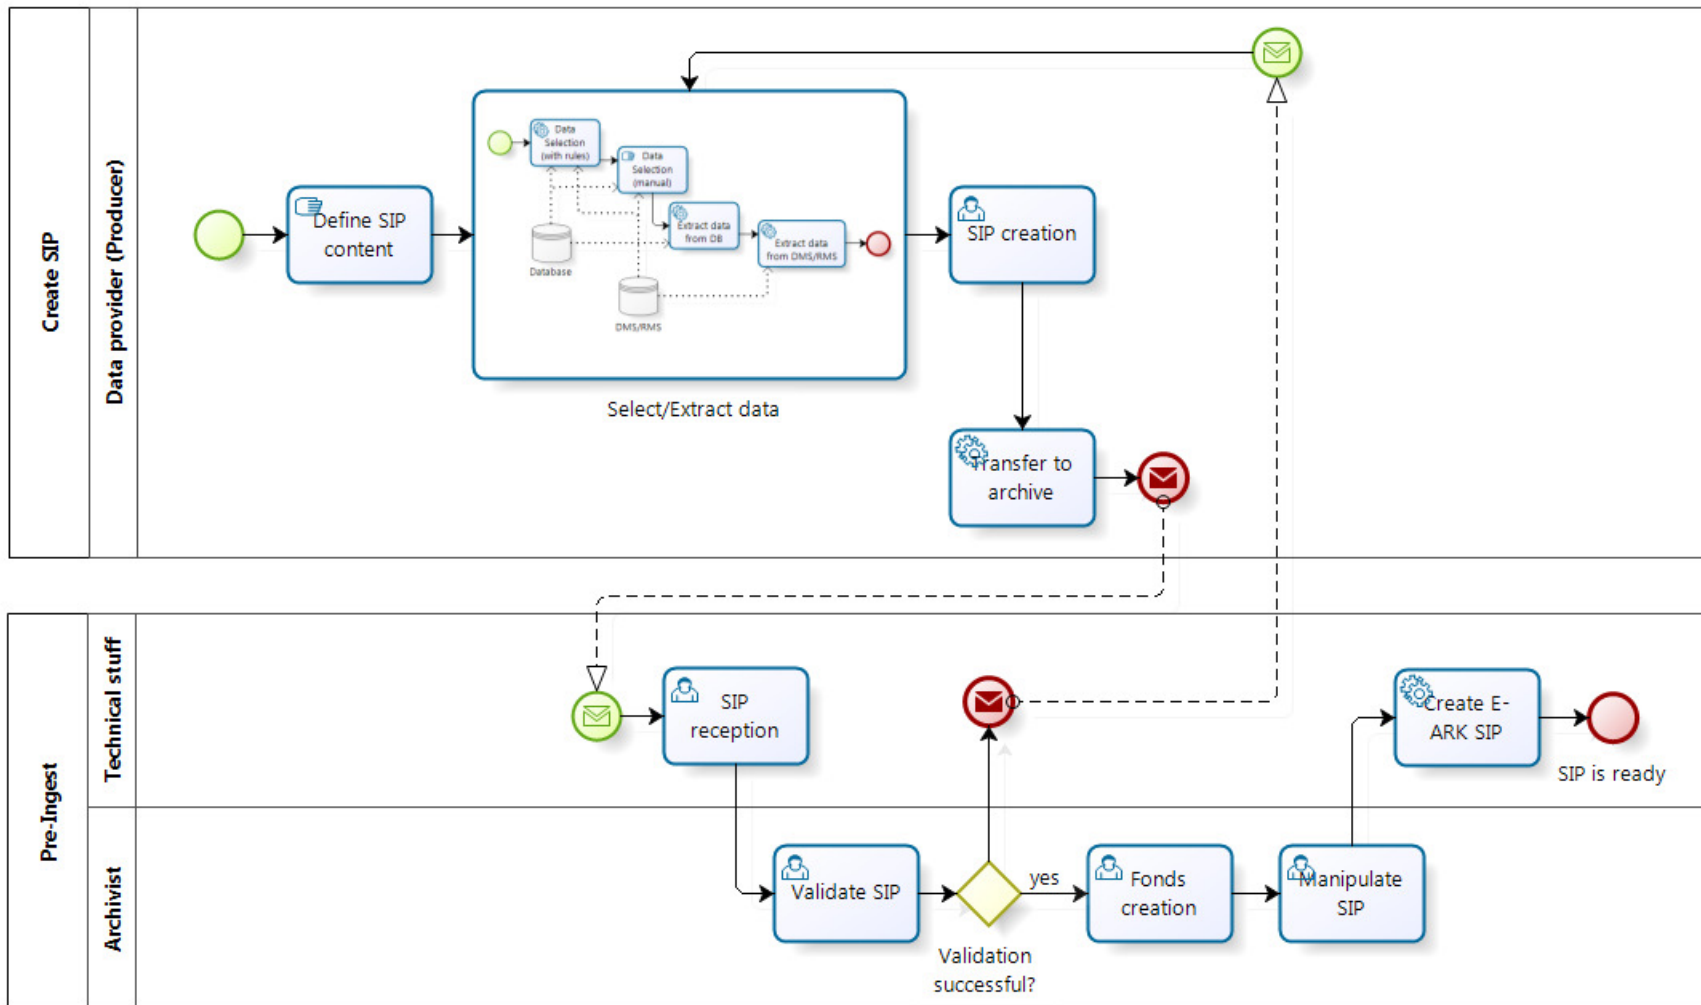 Create SIP
Data provider (Producer)
Define SIP
content
Data
Selection
(with rules)
Data
Selection
(manual)
Extract data
from DB
Extract data
from DMS/RMS
Database
DMS/RMS
Select/Extract data
SIP creation
Transfer to
archive
Pre-Ingest
Technical stuff
SIP
reception
Create E-
ARK SIP
SIP is ready
Archivist
Validate SIP
yes
Validation
successful?
Fonds
creation
Manipulate
SIP